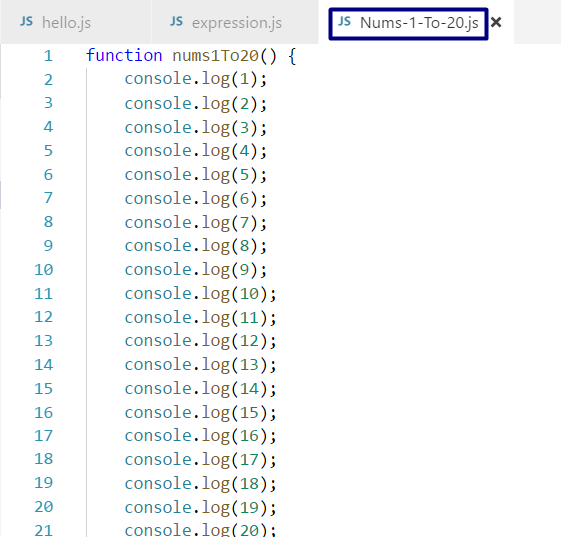 JS hello.js JS expression.js JS Nums-1-To-20.js ×
1 function nums1To20() {
2 console.log(1);
3 console.log(2);
4 console.log(3);
5 console.log(4);
6 console.log(5);
7 console.log(6);
8 console.log(7);
9 console.log(8);
10 console.log(9);
11 console.log(10);
12 console.log(11);
13 console.log(12);
14 console.log(13);
15 console.log(14);
16 console.log(15);
17 console.log(16);
18 console.log(17);
19 console.log(18);
20 console.log(19);
21 console.log(20);